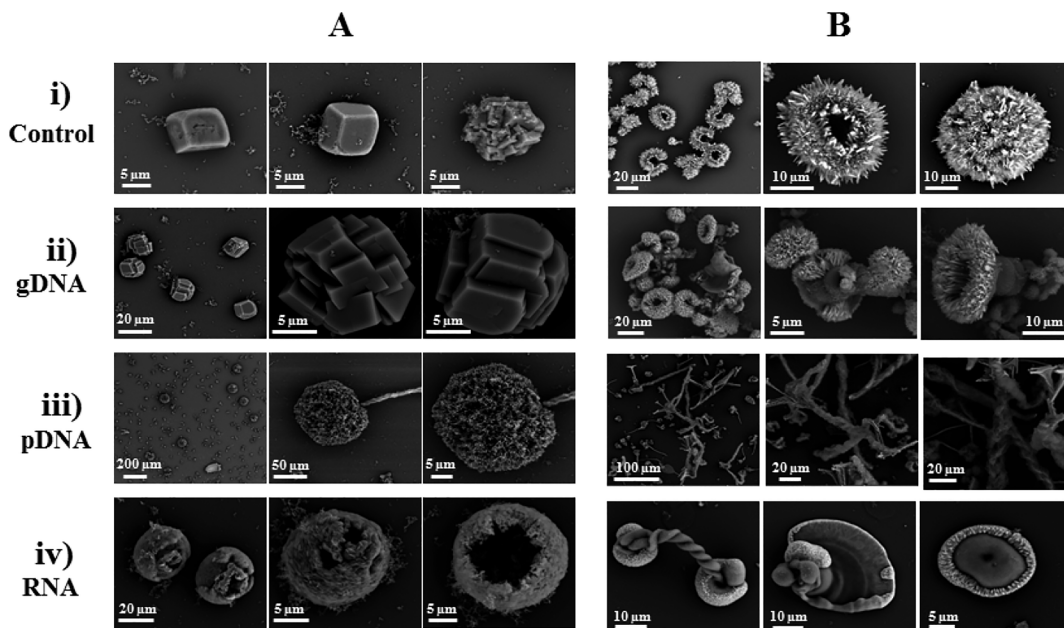 A B
i)
Control
5 µm 5 µm 5 µm 20 µm 10 µm 10 µm
ii)
gDNA
20 µm 5 µm 5 µm 20 µm 5 µm 10 µm
iii)
pDNA
200 µm 50 µm 5 µm 100 µm 20 µm 20 µm
iv)
RNA
20 µm 5 µm 5 µm 10 µm 10 µm 5 µm